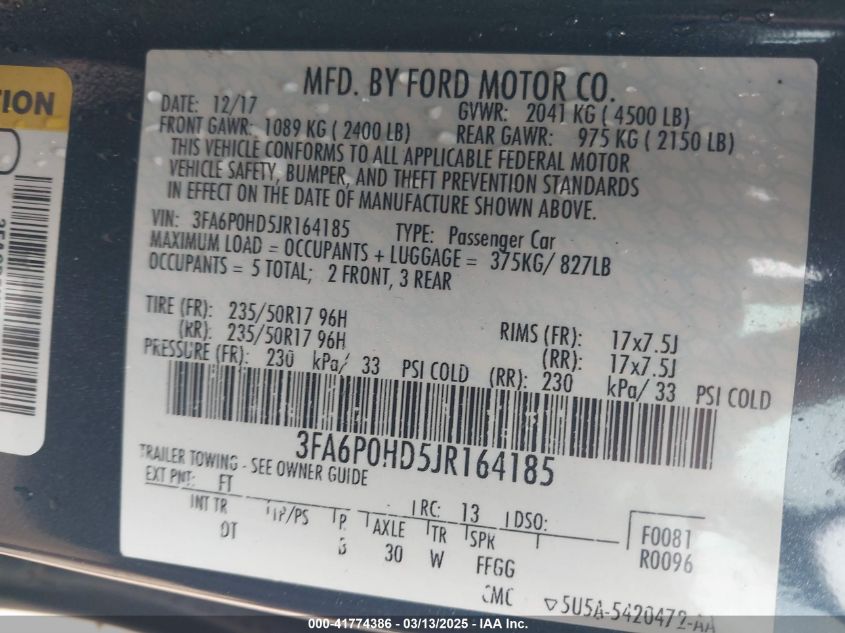 TION
MFD. BY FORD MOTOR CO.
DATE: 12/17 GVWR: 2041 KG ( 4500 LB)
FRONT GAWR: 1089 KG ( 2400 LB) REAR GAWR: 975 KG ( 2150 LB)
THIS VEHICLE CONFORMS TO ALL APPLICABLE FEDERAL MOTOR
VEHICLE SAFETY, BUMPER, AND THEFT PREVENTION STANDARDS
IN EFFECT ON THE DATE OF MANUFACTURE SHOWN ABOVE.
VIN: 3FA6P0HD5JR164185 TYPE: Passenger Car
MAXIMUM LOAD = OCCUPANTS + LUGGAGE = 375KG/ 827LB
OCCUPANTS = 5 TOTAL; 2 FRONT, 3 REAR
TIRE (FR): 235/50R17 96H RIMS (FR): 17x7.5J
(RR): 235/50R17 96H (RR): 17x7.5J
PRESSURE (FR): 230 kPa/ 33 PSI COLD (RR): 230 kPa/ 33 PSI COLD
3FA6P0HD5JR164185
TRAILER TOWING - SEE OWNER GUIDE
EXT PNT: FT RC: 13 DSO: F0081
INT TR TP/PS R AXLE TR SPK R0096
DT 30 W FFGG
5U5A-5420472-AA
000-41774386 - 03/13/2025 - IAA Inc.